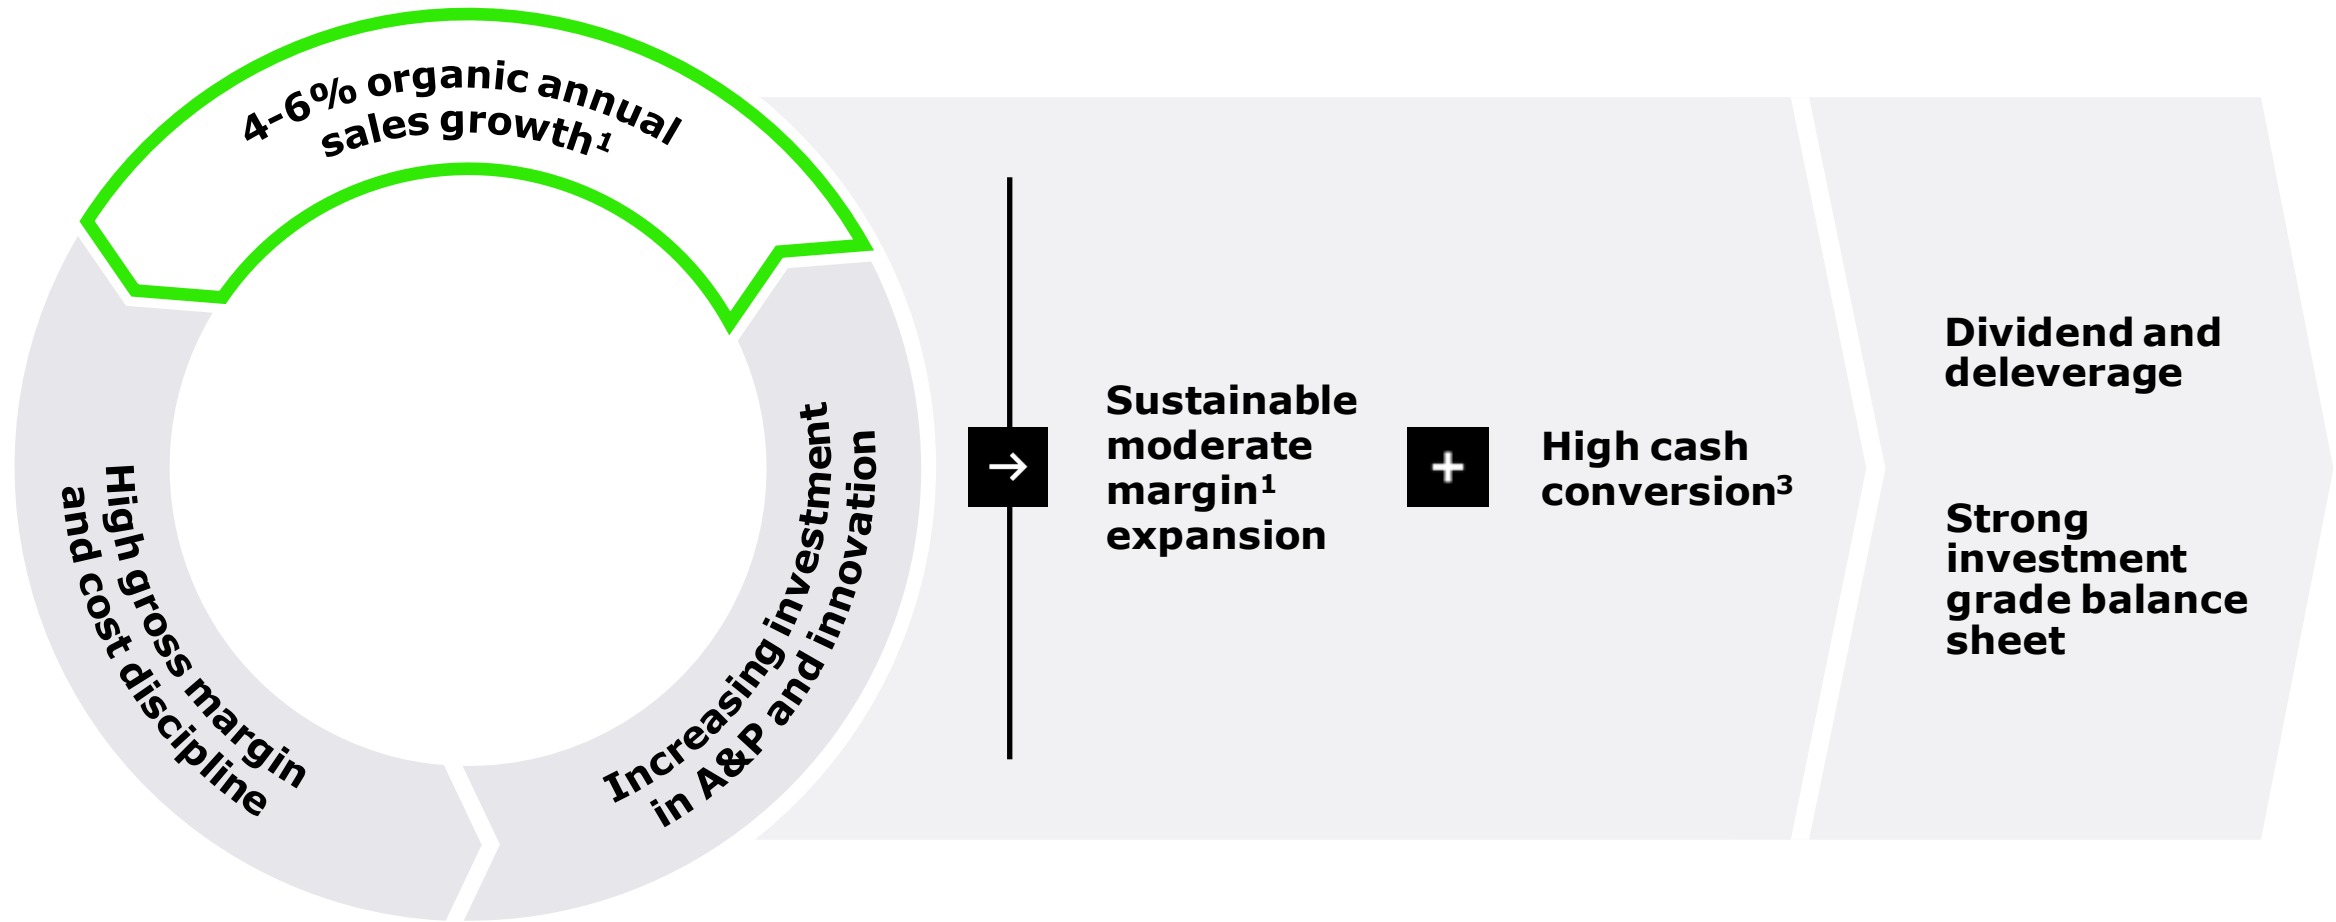 4–6% organic annual
sales growth¹
Increasing investment
in A&P and innovation
High gross margin
and cost discipline
Sustainable
moderate
margin¹
expansion
High cash
conversion³
Dividend and
deleverage
Strong
investment
grade balance
sheet